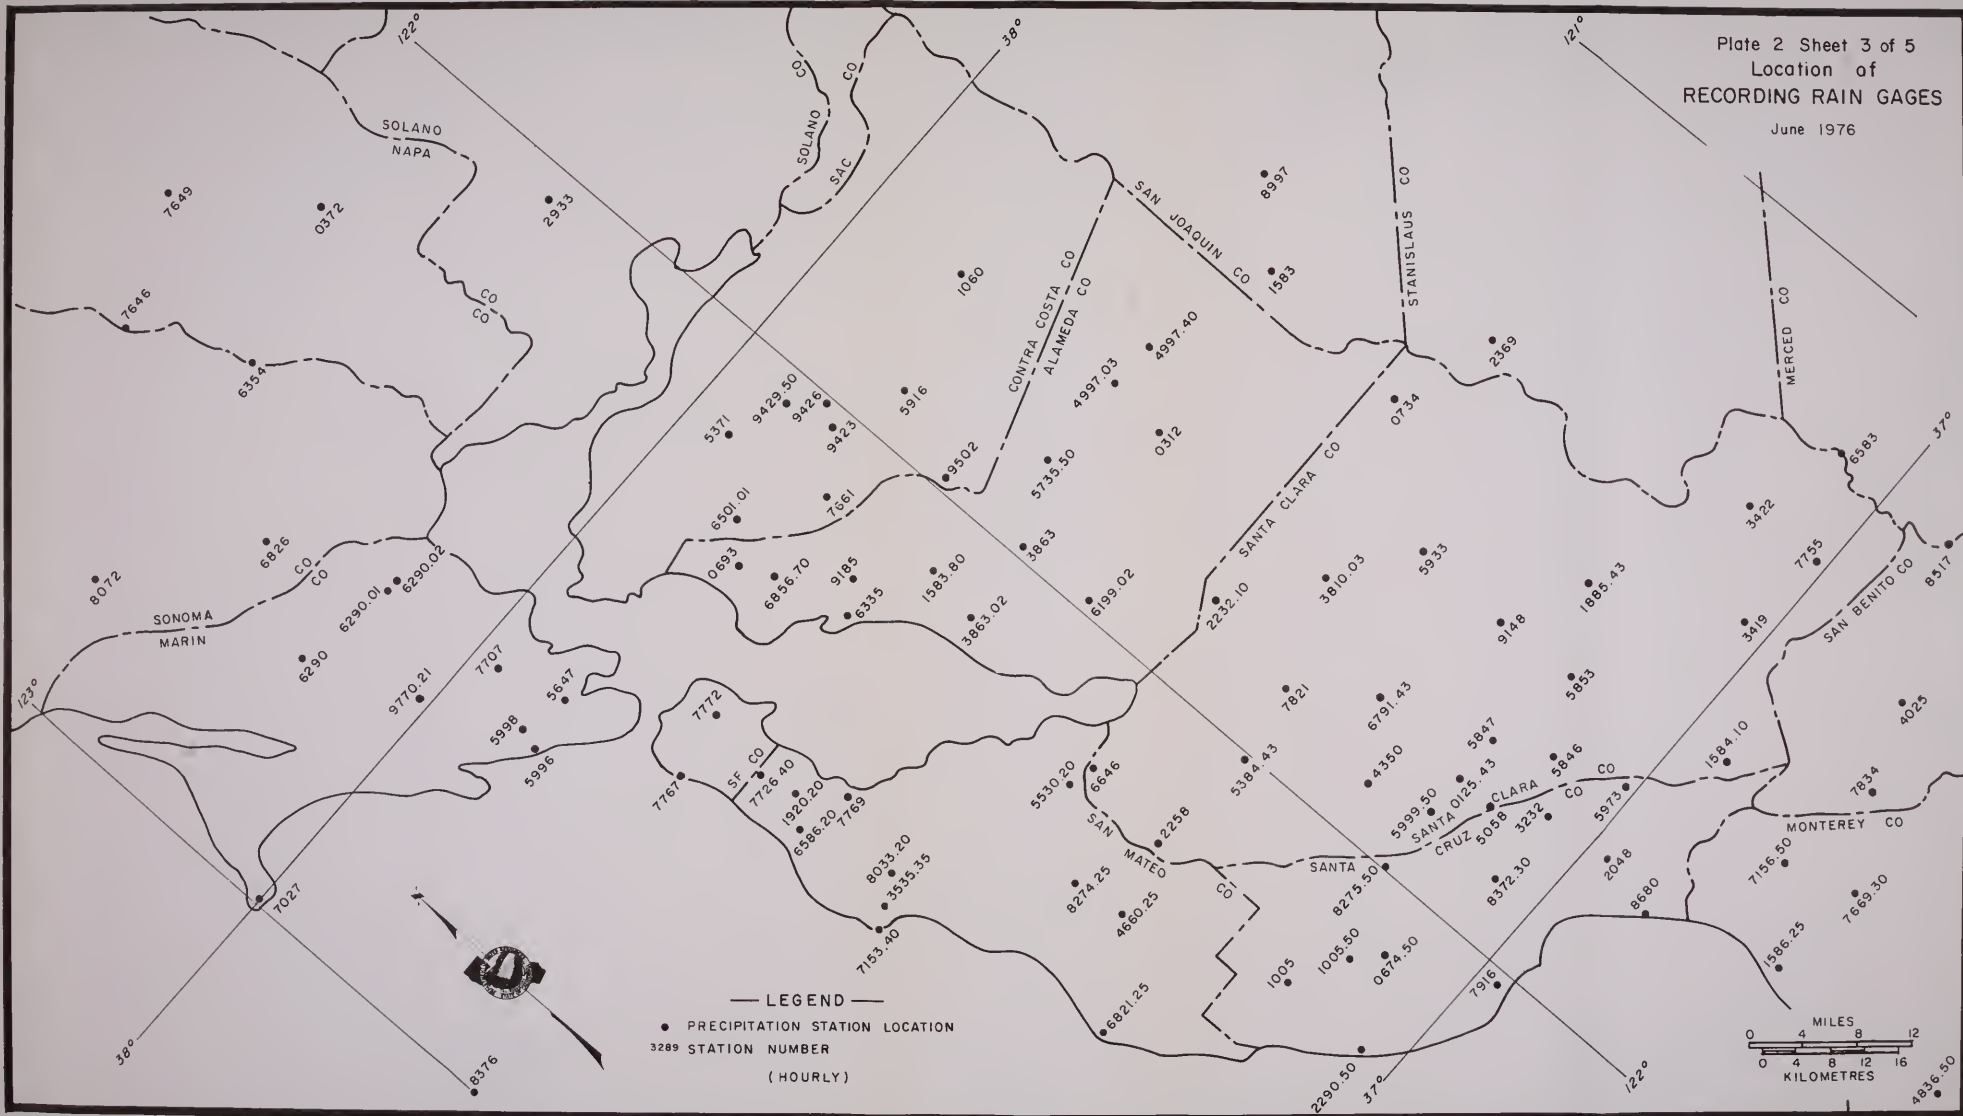 Plate 2 Sheet 3 of 5
Location of
RECORDING RAIN GAGES
June 1976
122°
38°
121°
SOLANO
NAPA
CO
CO
SOLANO
CO
SAC
CO
7649
0372
2933
7646
6354
8997
SAN JOAQUIN CO
1583
STANISLAUS CO
MERCED CO
1060
CONTRA COSTA CO
ALAMEDA CO
4997.40
4997.03
2369
0734
9429.50
9426
5916
5371
9423
0312
9502
5735.50
6583
37°
SANTA CLARA CO
7661
6501.01
3422
6826
CO
CO
6290.02
8072
6290.01
0693
6856.70
9185
1583.80
3863
5933
7755
8517
SAN BENITO CO
SONOMA
MARIN
6335
3863.02
6199.02
2232.10
3810.03
1885.43
9148
3419
6290
7707
9770.21
5647
123°
7772
7821
6791.43
5853
4025
5998
5996
SF CO
7767
7726.40
1920.20
6586.20
7769
5530.20
6646
5384.43
4350
5847
5846
1584.10
0125.43
5999.50
SANTA CLARA CO
CRUZ CO
5058
3232
5973
7834
MONTEREY CO
SAN MATEO CO
2258
SANTA
8033.20
3535.35
8274.25
4660.25
8275.50
8372.30
2048
8680
7156.50
7669.30
7027
7153.40
1005
1005.50
0674.50
7916
1586.25
LEGEND
PRECIPITATION STATION LOCATION
3289 STATION NUMBER
(HOURLY)
6821.25
38°
8376
2290.50
37°
122°
MILES
0 4 8 12
0 4 8 12 16
KILOMETRES
4836.50